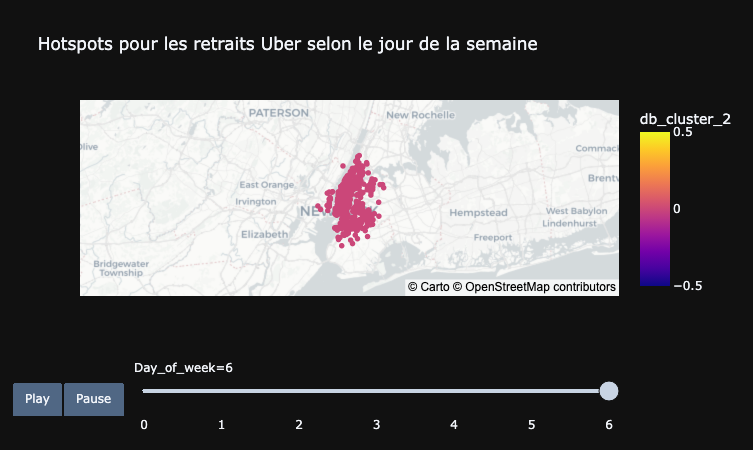 Hotspots pour les retraits Uber selon le jour de la semaine
db_cluster_2
0.5
0
−0.5
PATERSON
New Rochelle
Olive
Commack
East Orange
Brentw
Irvington
NEW YORK
Hempstead
West Babylon
Lindenhurst
Elizabeth
Freeport
Bridgewater
Township
© Carto © OpenStreetMap contributors
Day_of_week=6
Play
Pause
0
1
2
3
4
5
6